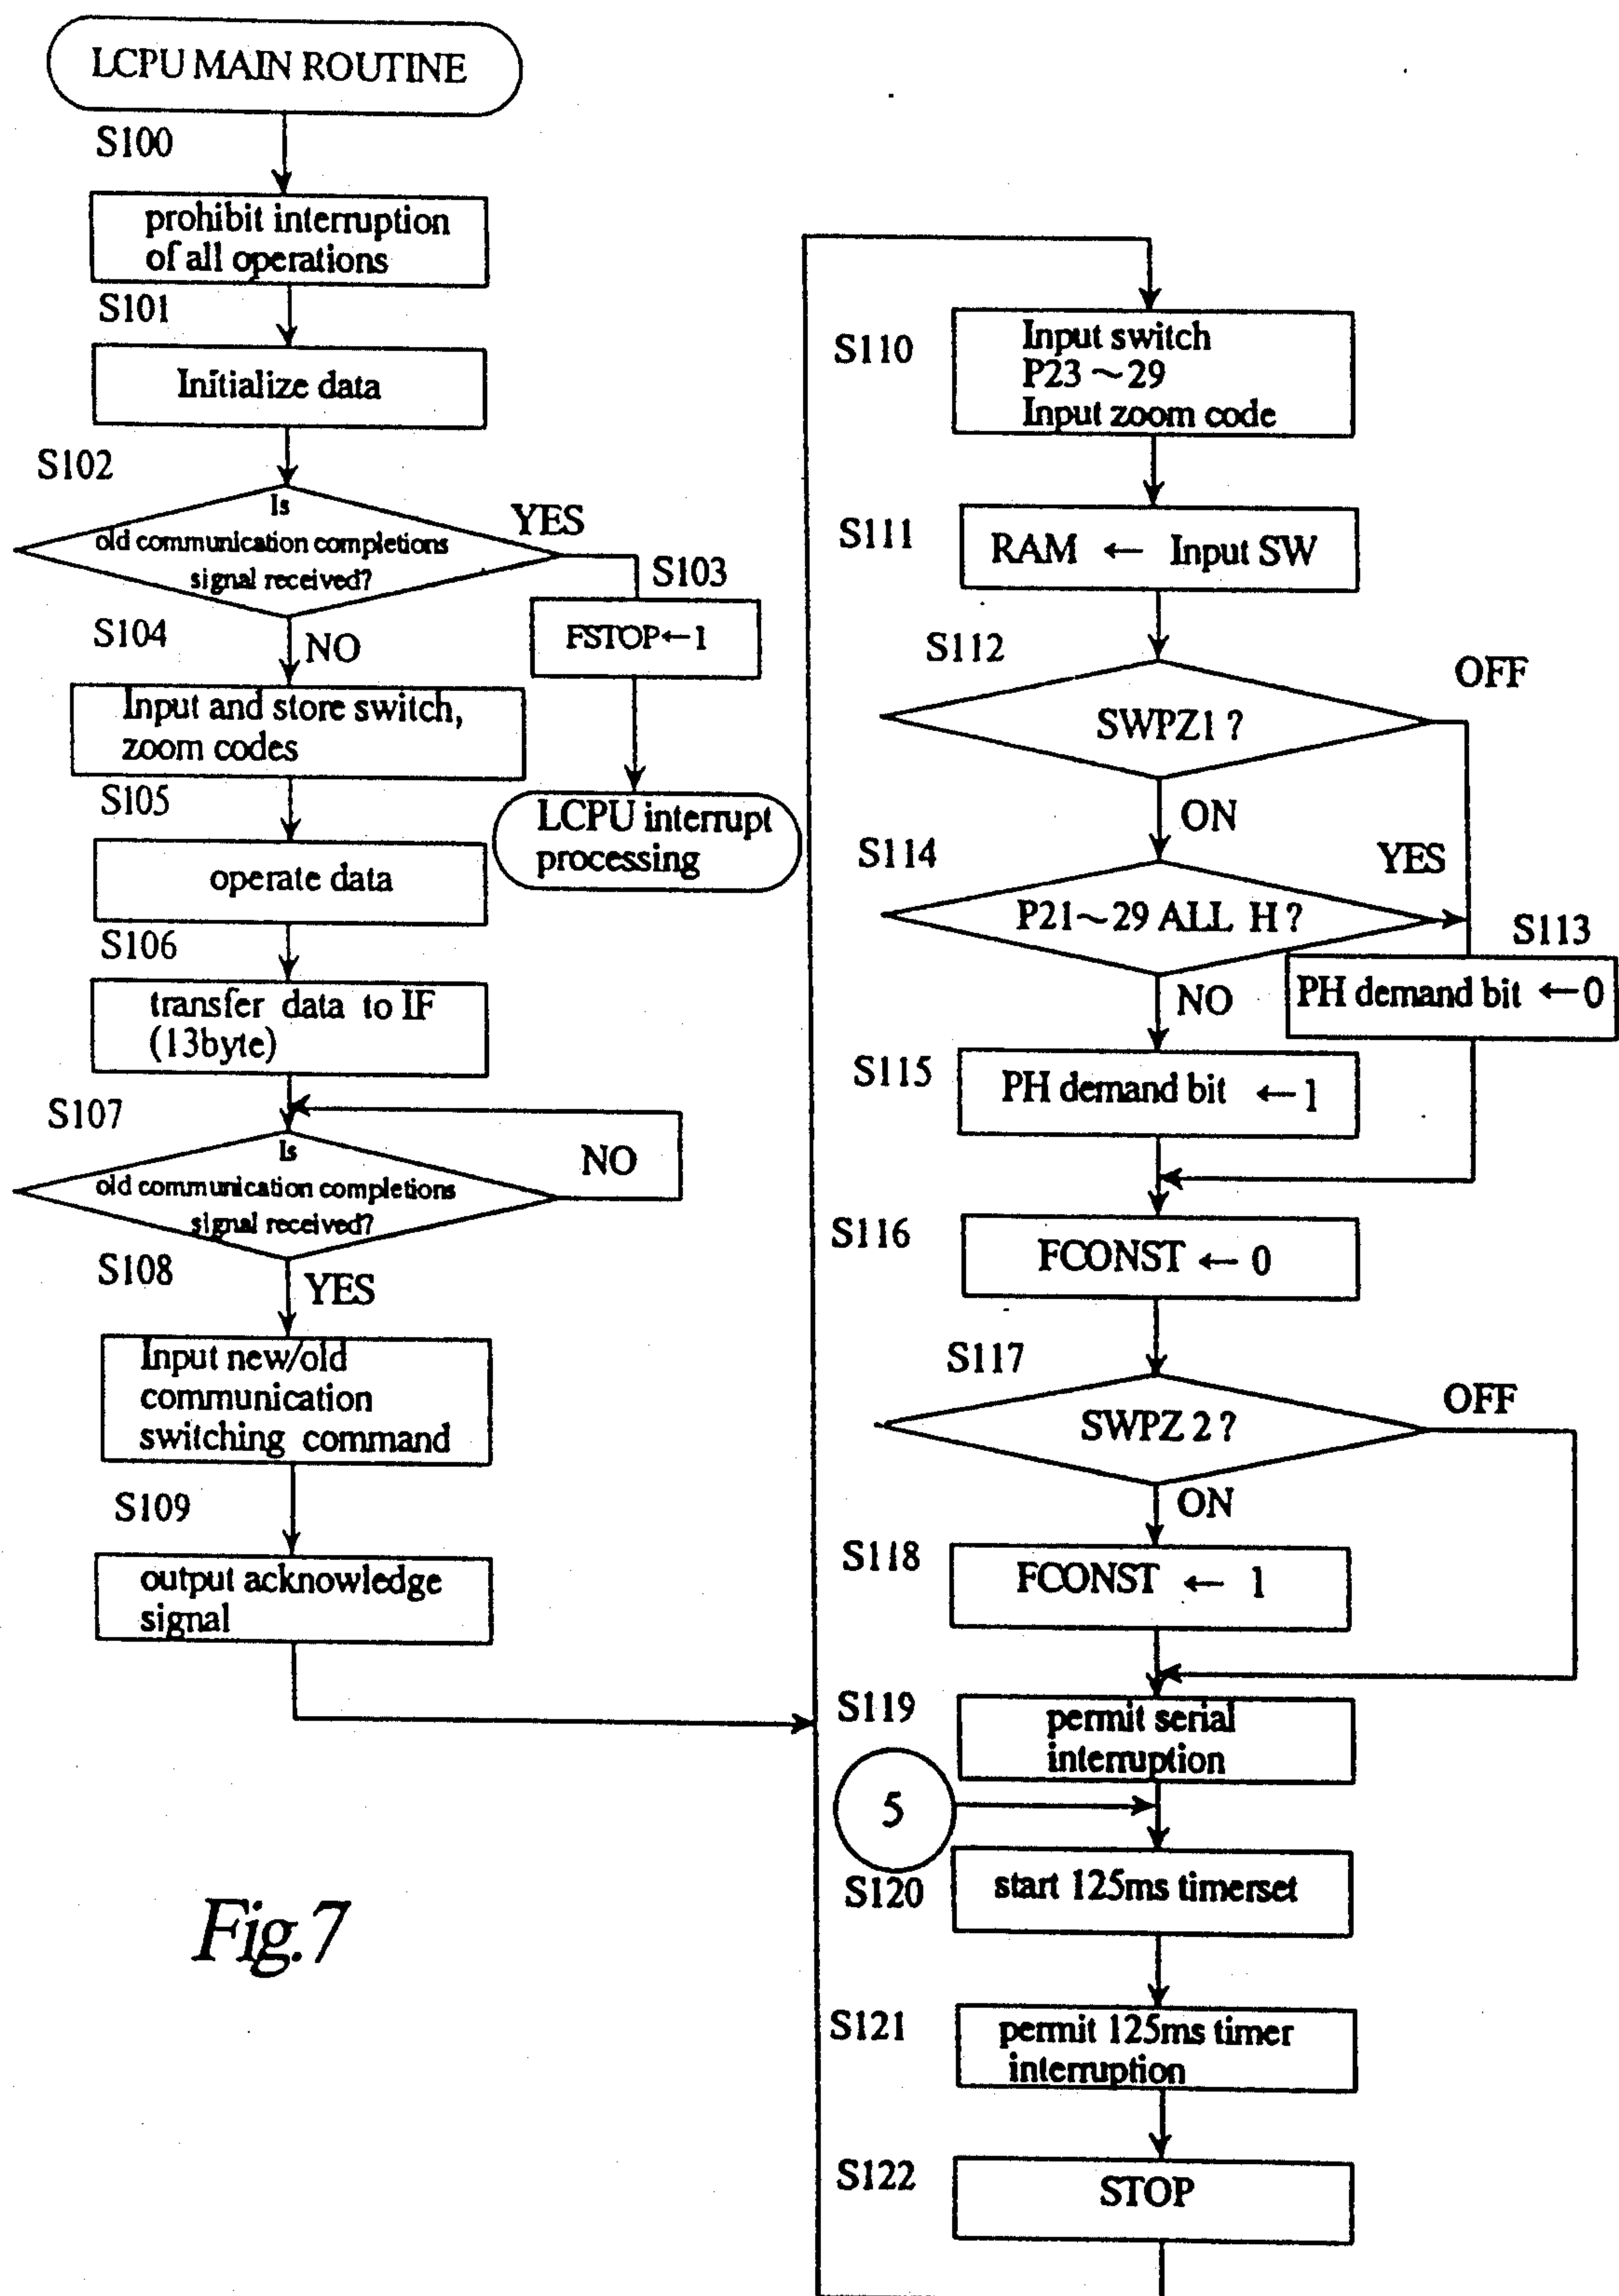 LCPU MAIN ROUTINE
S100
prohibit interruption
of all operations
S101
Initialize data
S102
Is
old communication completions
signal received?
YES
S103
FSTOP←1
LCPU interrupt
processing
S104
NO
Input and store switch,
zoom codes
S105
operate data
S106
transfer data to IF
(13byte)
S107
Is
old communication completions
signal received?
NO
S108
YES
Input new/old
communication
switching command
S109
output acknowledge
signal
S110
Input switch
P23～29
Input zoom code
S111
RAM ← Input SW
S112
SWPZ1 ?
OFF
ON
S114
P21～29 ALL H ?
YES
S113
PH demand bit ←0
NO
S115
PH demand bit ←1
S116
FCONST ← 0
S117
SWPZ 2 ?
OFF
ON
S118
FCONST ← 1
S119
permit serial
interruption
5
S120
start 125ms timerset
S121
permit 125ms timer
interruption
S122
STOP
Fig.7